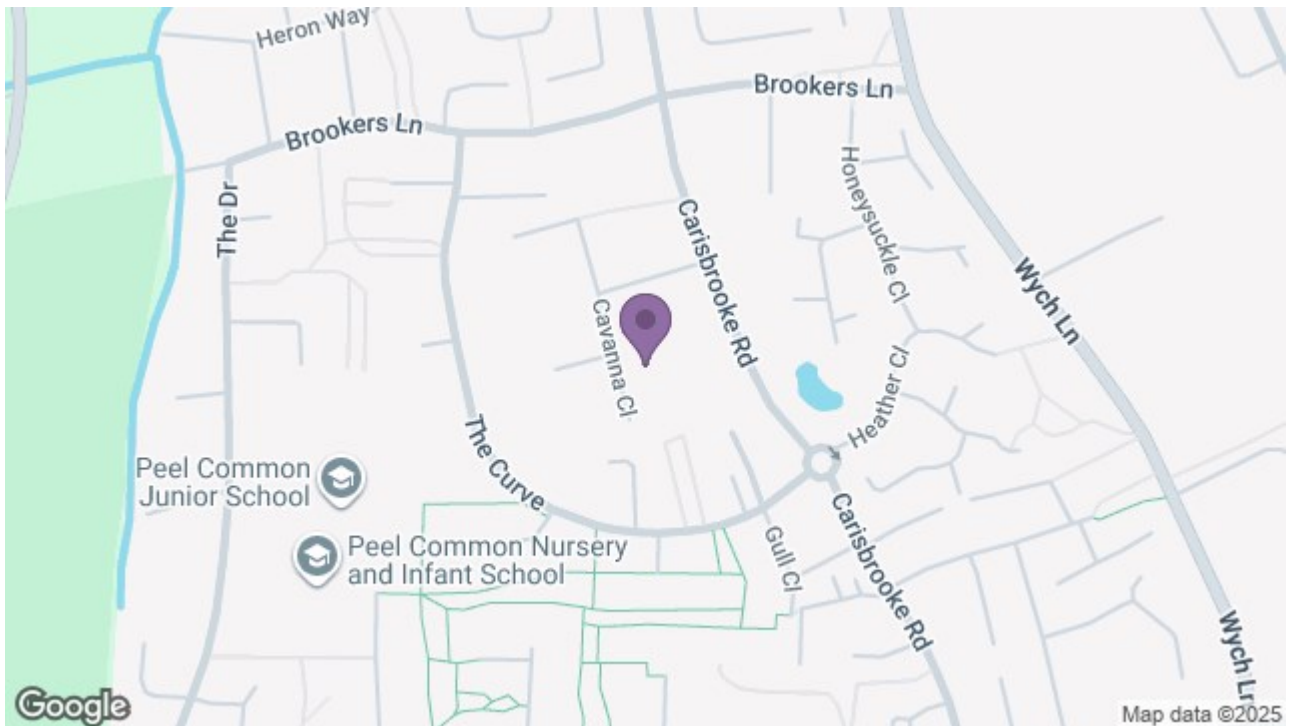 Heron Way
Brookers Ln
Brookers Ln
The Dr
Honeysuckle Cl
Carisbrooke Rd
Wych Ln
Cavanna Cl
Heather Cl
The Curve
Peel Common
Junior School
Peel Common Nursery
and Infant School
Gull Cl
Carisbrooke Rd
Wych Ln
Google
Map data ©2025